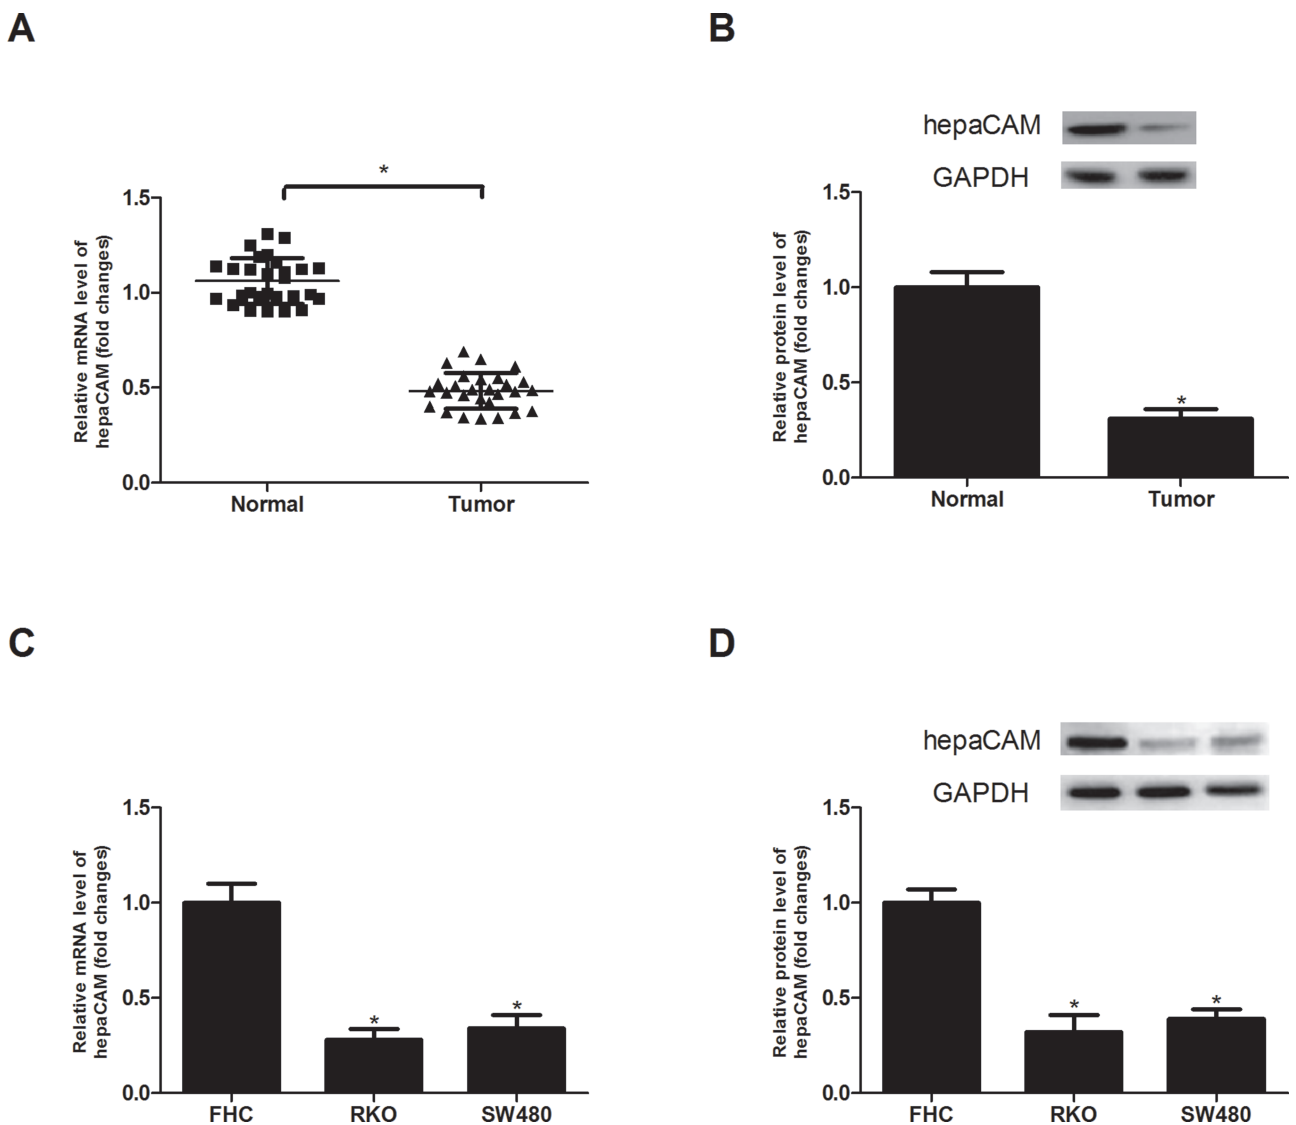 A
*
1.5
1.0
0.5
0.0
Relative mRNA level of
hepaCAM (fold changes)
Normal Tumor
B
hepaCAM
GAPDH
1.5
1.0
0.5
0.0
Relative protein level of
hepaCAM (fold changes)
*
Normal Tumor
C
1.5
1.0
0.5
0.0
Relative mRNA level of
hepaCAM (fold changes)
* *
FHC RKO SW480
D
hepaCAM
GAPDH
1.5
1.0
0.5
0.0
Relative protein level of
hepaCAM (fold changes)
* *
FHC RKO SW480